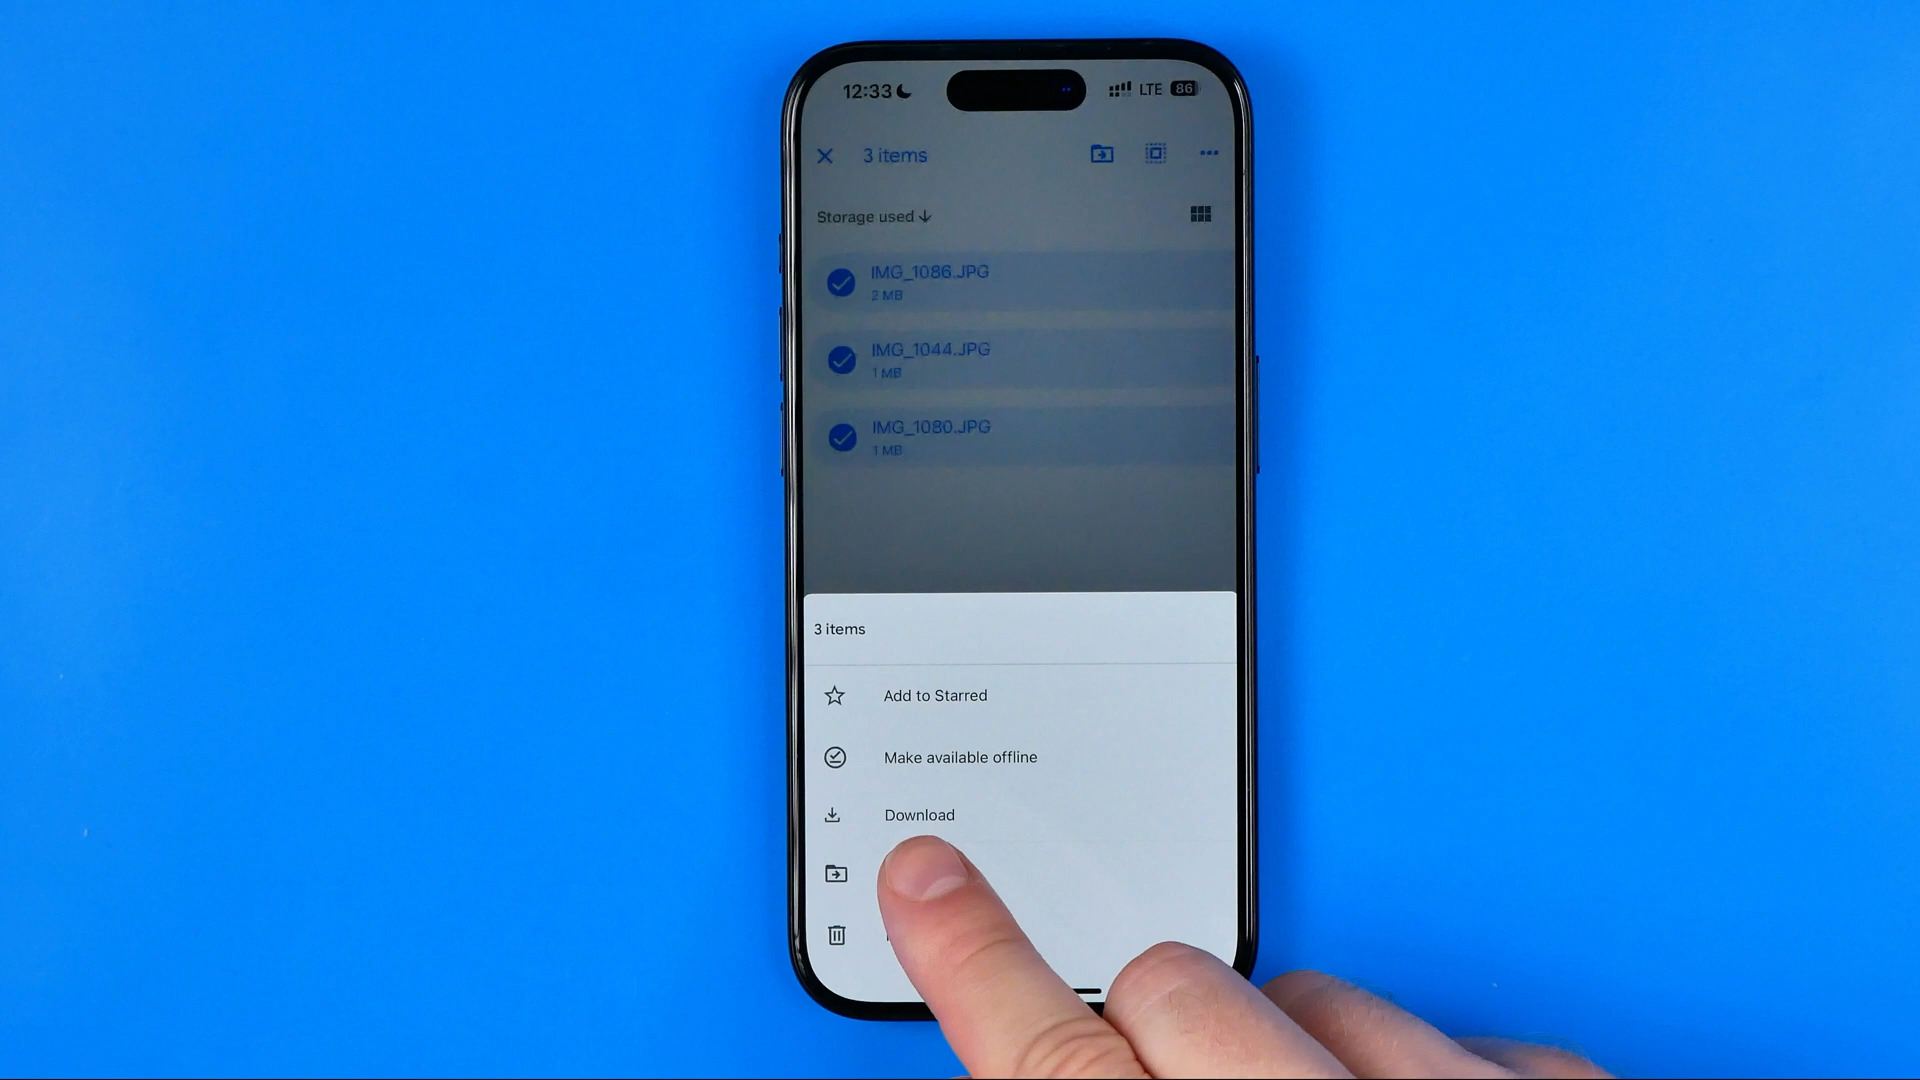 12:33
LTE 86
3 items
Storage used
IMG_1086.JPG
2 MB
IMG_1044.JPG
1 MB
IMG_1080.JPG
1 MB
3 items
Add to Starred
Make available offline
Download